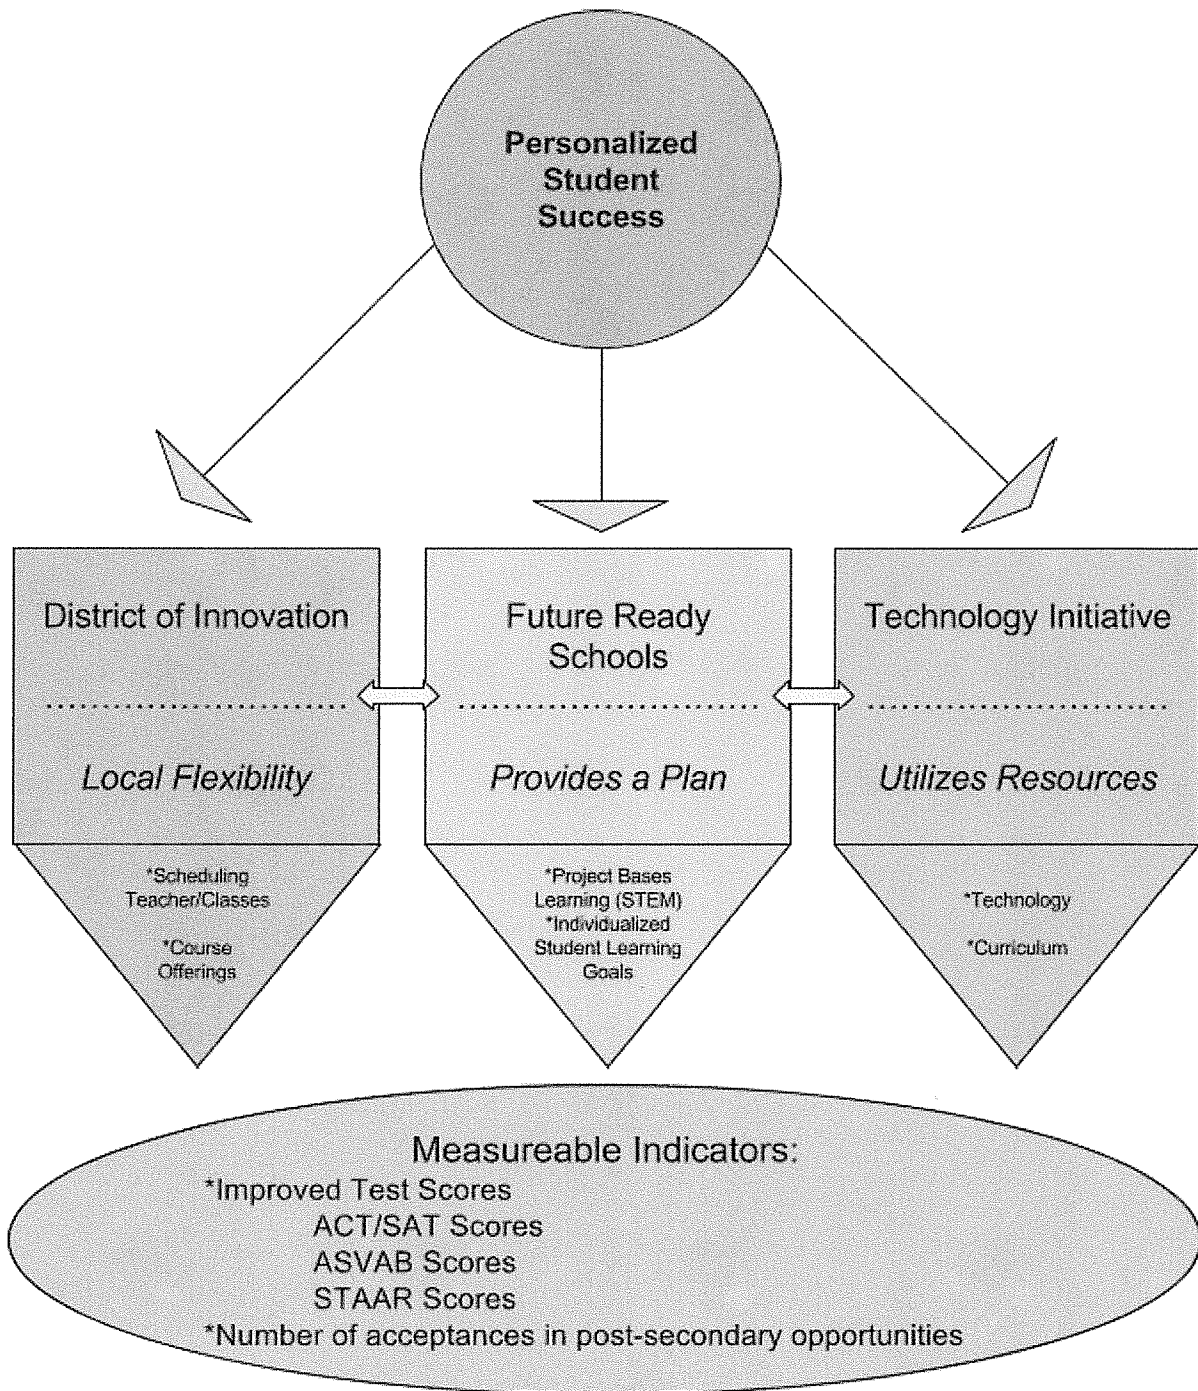 Personalized
Student
Success
District of Innovation
Local Flexibility
*Scheduling
Teacher/Classes
*Course
Offerings
Future Ready
Schools
Provides a Plan
*Project Bases
Learning (STEM)
*Individualized
Student Learning
Goals
Technology Initiative
Utilizes Resources
*Technology
*Curriculum
Measureable Indicators:
*Improved Test Scores
ACT/SAT Scores
ASVAB Scores
STAAR Scores
*Number of acceptances in post-secondary opportunities